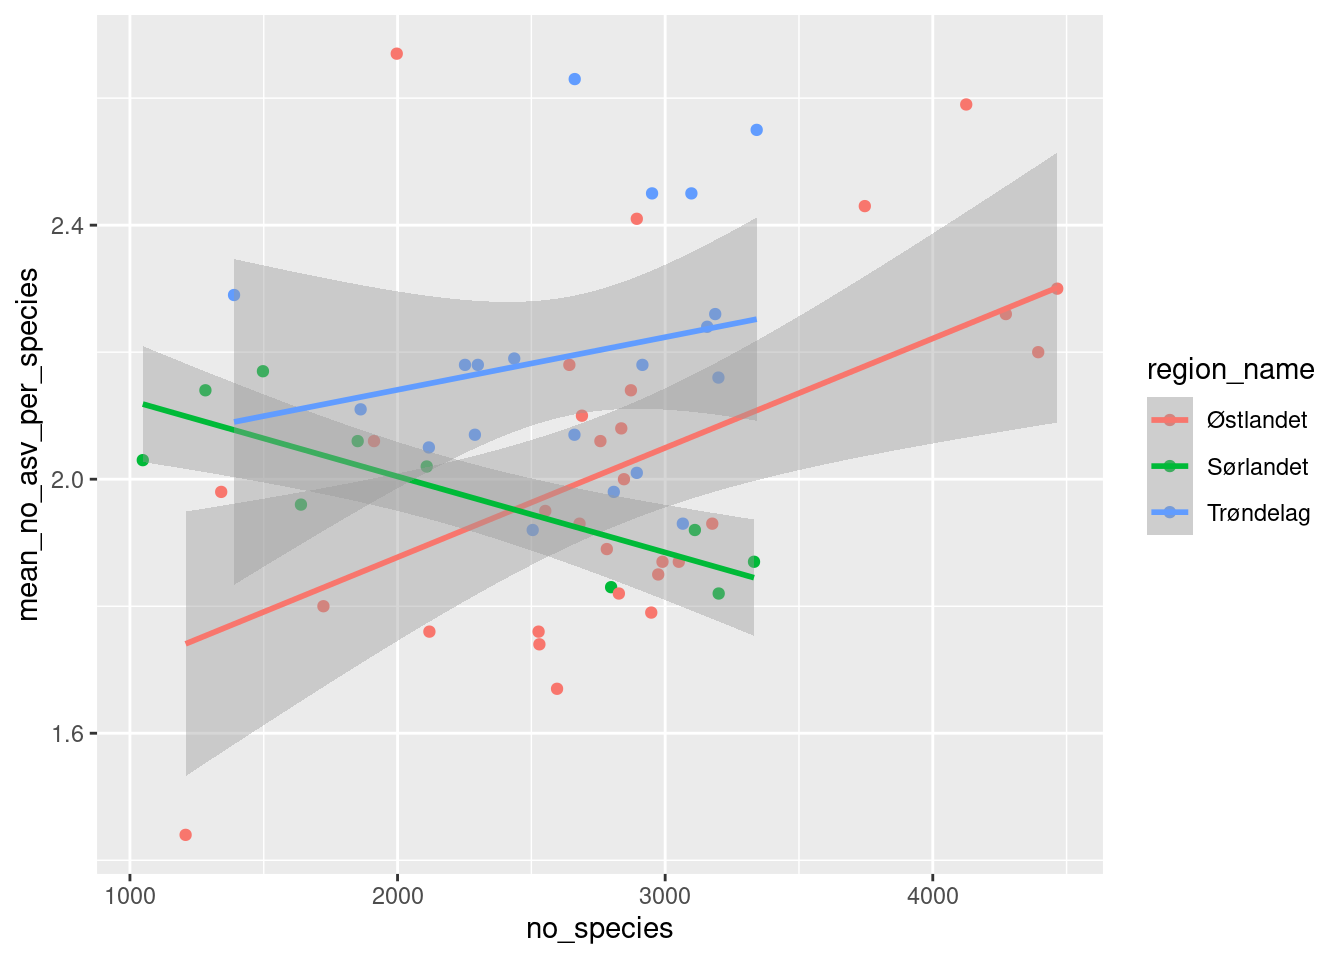 mean_no_asv_per_species
2.4
2.0
1.6
1000 2000 3000 4000
no_species
region_name
Østlandet
Sørlandet
Trøndelag